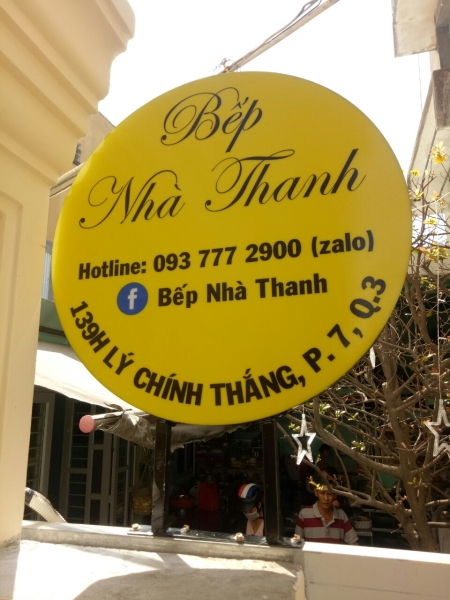 Bếp
Nhà Thanh
Hotline: 093 777 2900 (zalo)
f Bếp Nhà Thanh
139H LÝ CHÍNH THẮNG, P. 7, Q.3